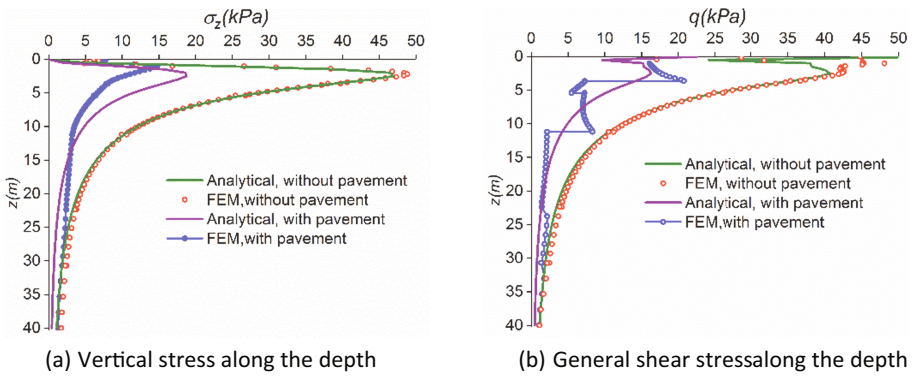 σz(kPa)
0 5 10 15 20 25 30 35 40 45 50
0
5
10
15
20
25
30
35
40
z(m)
Analytical, without pavement
FEM,without pavement
Analytical, with pavement
FEM,with pavement
(a) Vertical stress along the depth
q(kPa)
0 5 10 15 20 25 30 35 40 45 50
0
5
10
15
20
25
30
35
40
z(m)
Analytical, without pavement
FEM, without pavement
Analytical, with pavement
FEM,with pavement
(b) General shear stressalong the depth